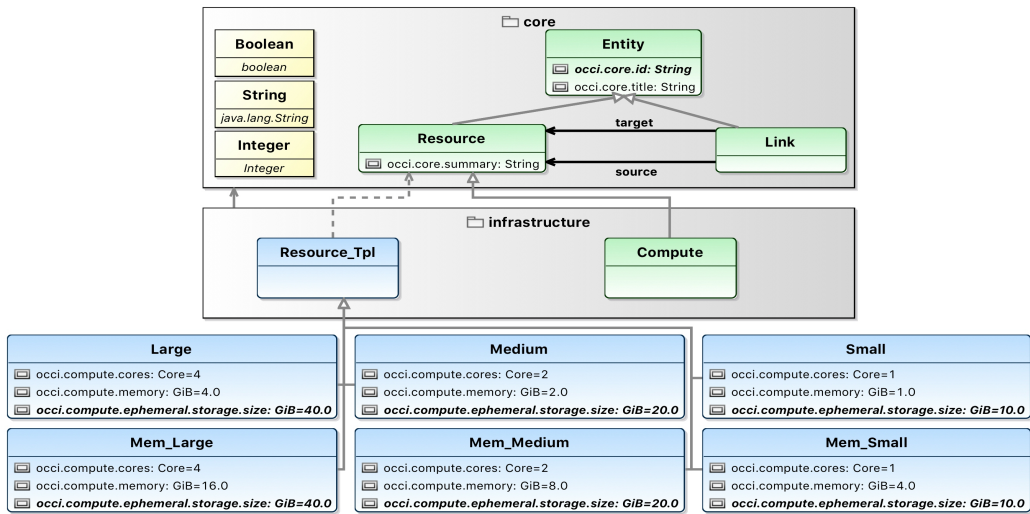 core
Boolean
boolean
String
java.lang.String
Integer
Integer
Entity
occi.core.id: String
occi.core.title: String
Resource
occi.core.summary: String
target
source
Link
infrastructure
Resource_Tpl
Compute
Large
occi.compute.cores: Core=4
occi.compute.memory: GiB=4.0
occi.compute.ephemeral.storage.size: GiB=40.0
Medium
occi.compute.cores: Core=2
occi.compute.memory: GiB=2.0
occi.compute.ephemeral.storage.size: GiB=20.0
Small
occi.compute.cores: Core=1
occi.compute.memory: GiB=1.0
occi.compute.ephemeral.storage.size: GiB=10.0
Mem_Large
occi.compute.cores: Core=4
occi.compute.memory: GiB=16.0
occi.compute.ephemeral.storage.size: GiB=40.0
Mem_Medium
occi.compute.cores: Core=2
occi.compute.memory: GiB=8.0
occi.compute.ephemeral.storage.size: GiB=20.0
Mem_Small
occi.compute.cores: Core=1
occi.compute.memory: GiB=4.0
occi.compute.ephemeral.storage.size: GiB=10.0